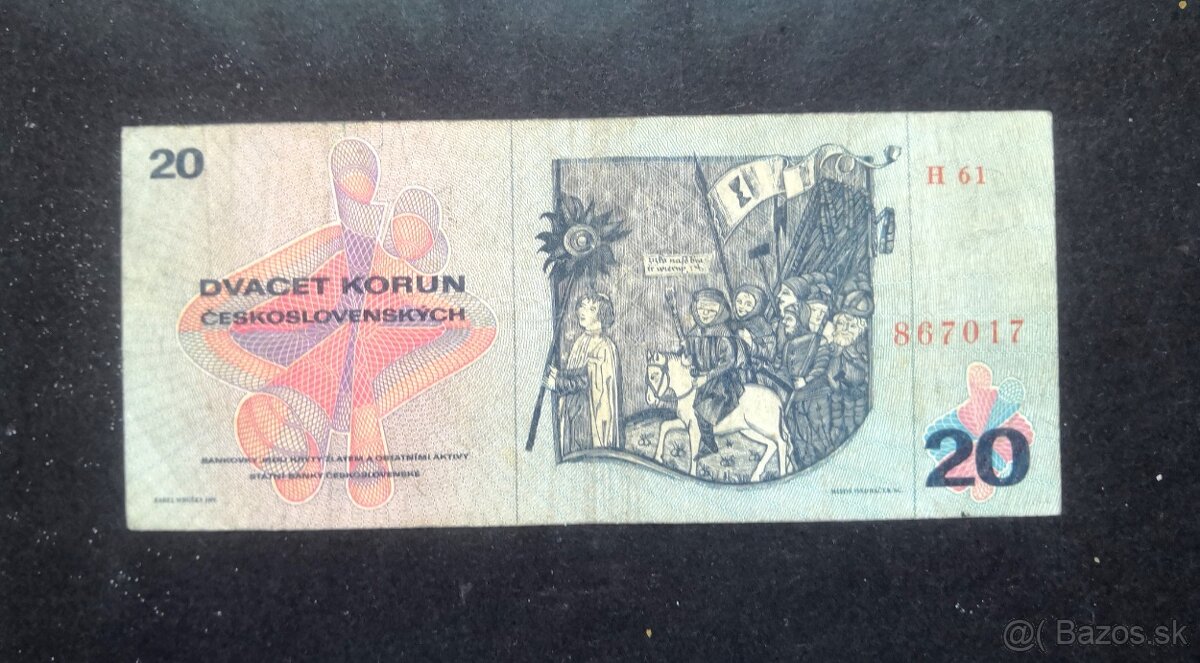 20
DVACET KORUN
ČESKOSLOVENSKÝCH
BANKOVKY JSOU KRYTY ZLATEM A OSTATNÍMI AKTIVY
STÁTNÍ BANKY ČESKOSLOVENSKÉ
H 61
867017
20
@( Bazos.sk